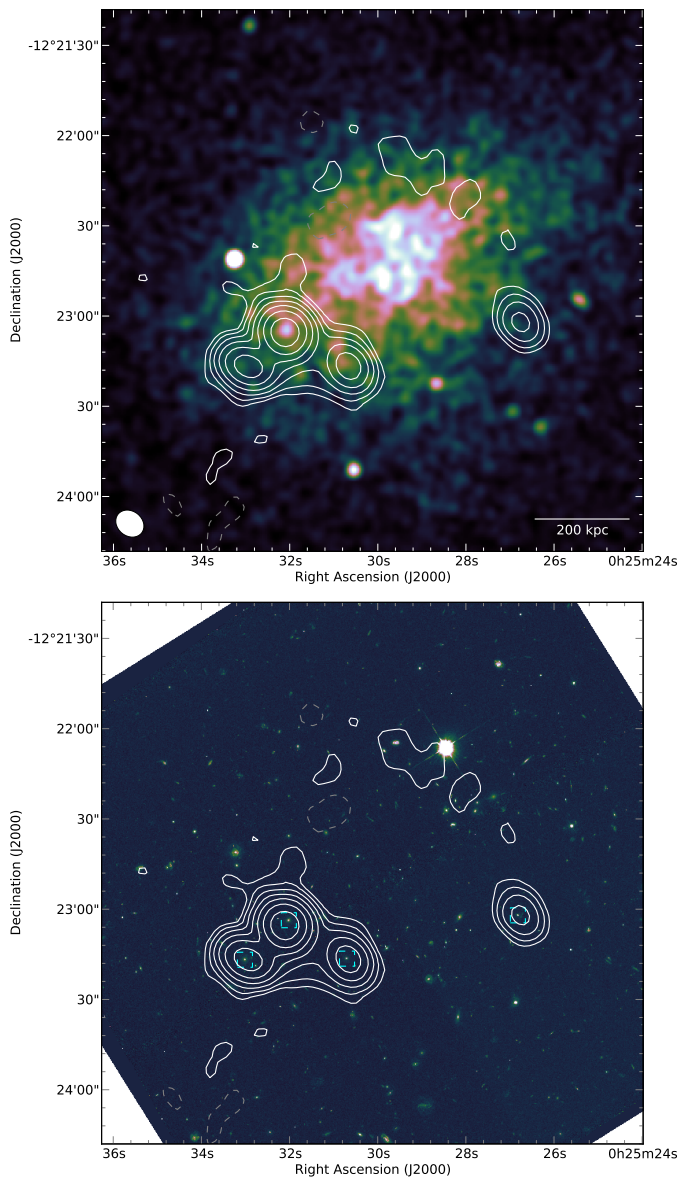 -12°21'30"
22'00"
30"
23'00"
30"
24'00"
Declination (J2000)
200 kpc
36s 34s 32s 30s 28s 26s 0h25m24s
Right Ascension (J2000)
-12°21'30"
22'00"
30"
23'00"
30"
24'00"
Declination (J2000)
36s 34s 32s 30s 28s 26s 0h25m24s
Right Ascension (J2000)